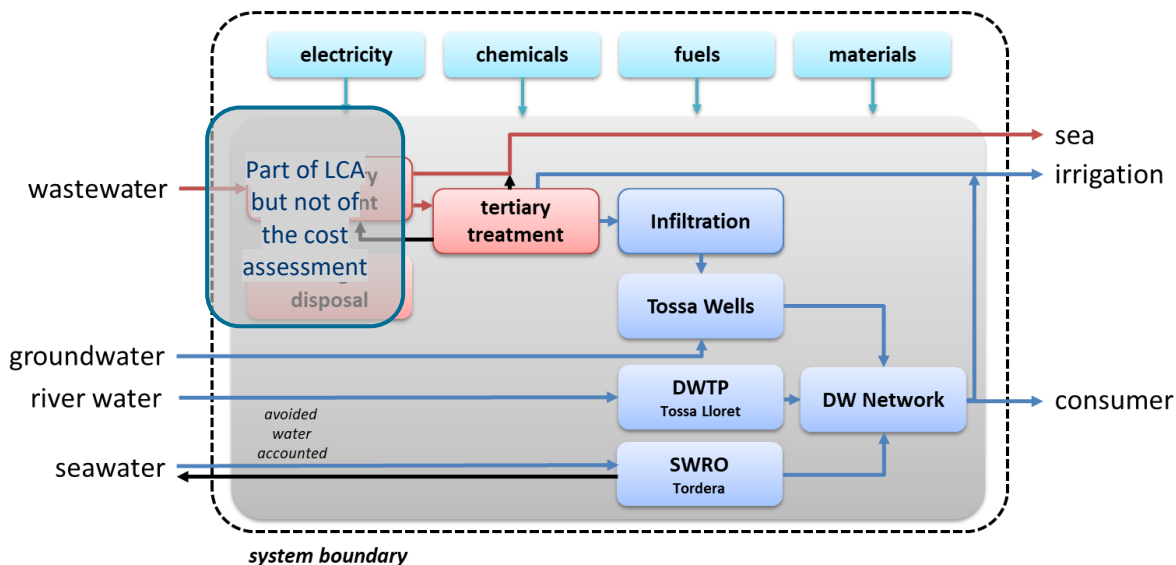 electricity
chemicals
fuels
materials
sea
wastewater
Part of LCA
but not of
the cost
assessment
irrigation
tertiary
treatment
Infiltration
disposal
Tossa Wells
groundwater
river water
DWTP
Tossa Lloret
DW Network
consumer
avoided
water
accounted
seawater
SWRO
Tordera
system boundary